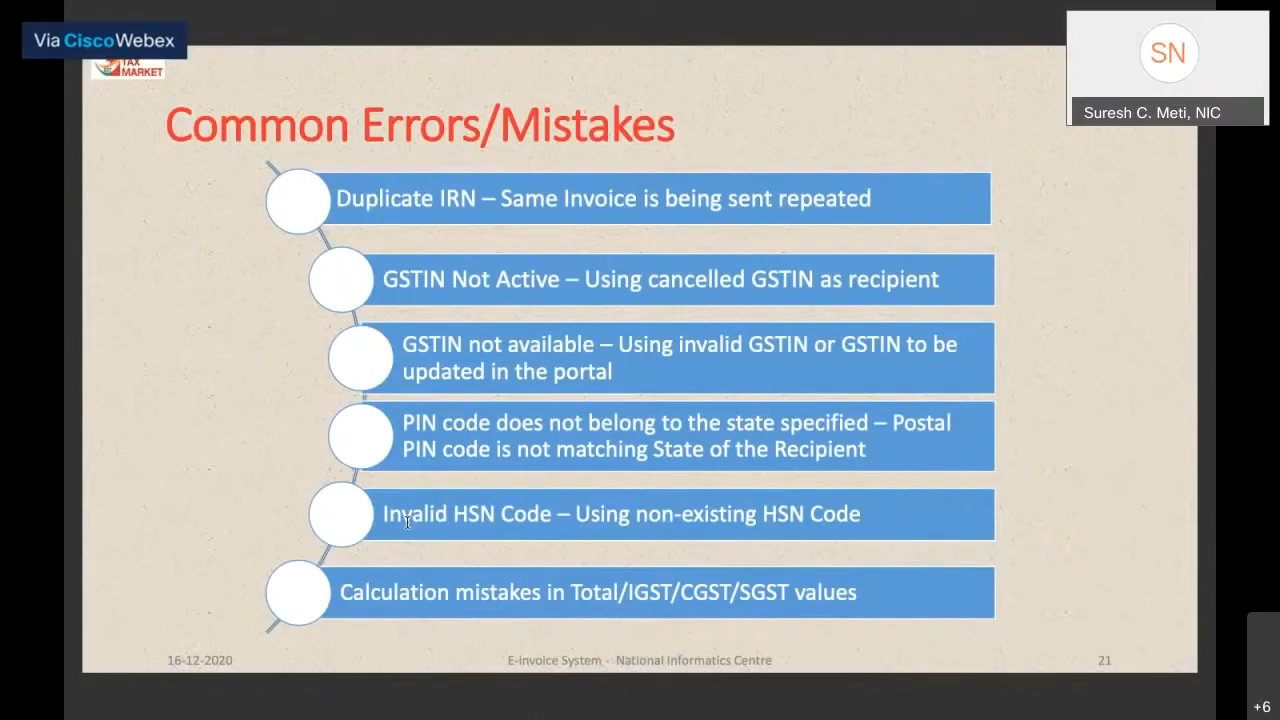 Via Cisco Webex
SN
Suresh C. Meti, NIC
TAX
MARKET
Common Errors/Mistakes
Duplicate IRN – Same Invoice is being sent repeated
GSTIN Not Active – Using cancelled GSTIN as recipient
GSTIN not available – Using invalid GSTIN or GSTIN to be
updated in the portal
PIN code does not belong to the state specified – Postal
PIN code is not matching State of the Recipient
Invalid HSN Code – Using non-existing HSN Code
Calculation mistakes in Total/IGST/CGST/SGST values
16-12-2020
E-invoice System - National Informatics Centre
21
+6